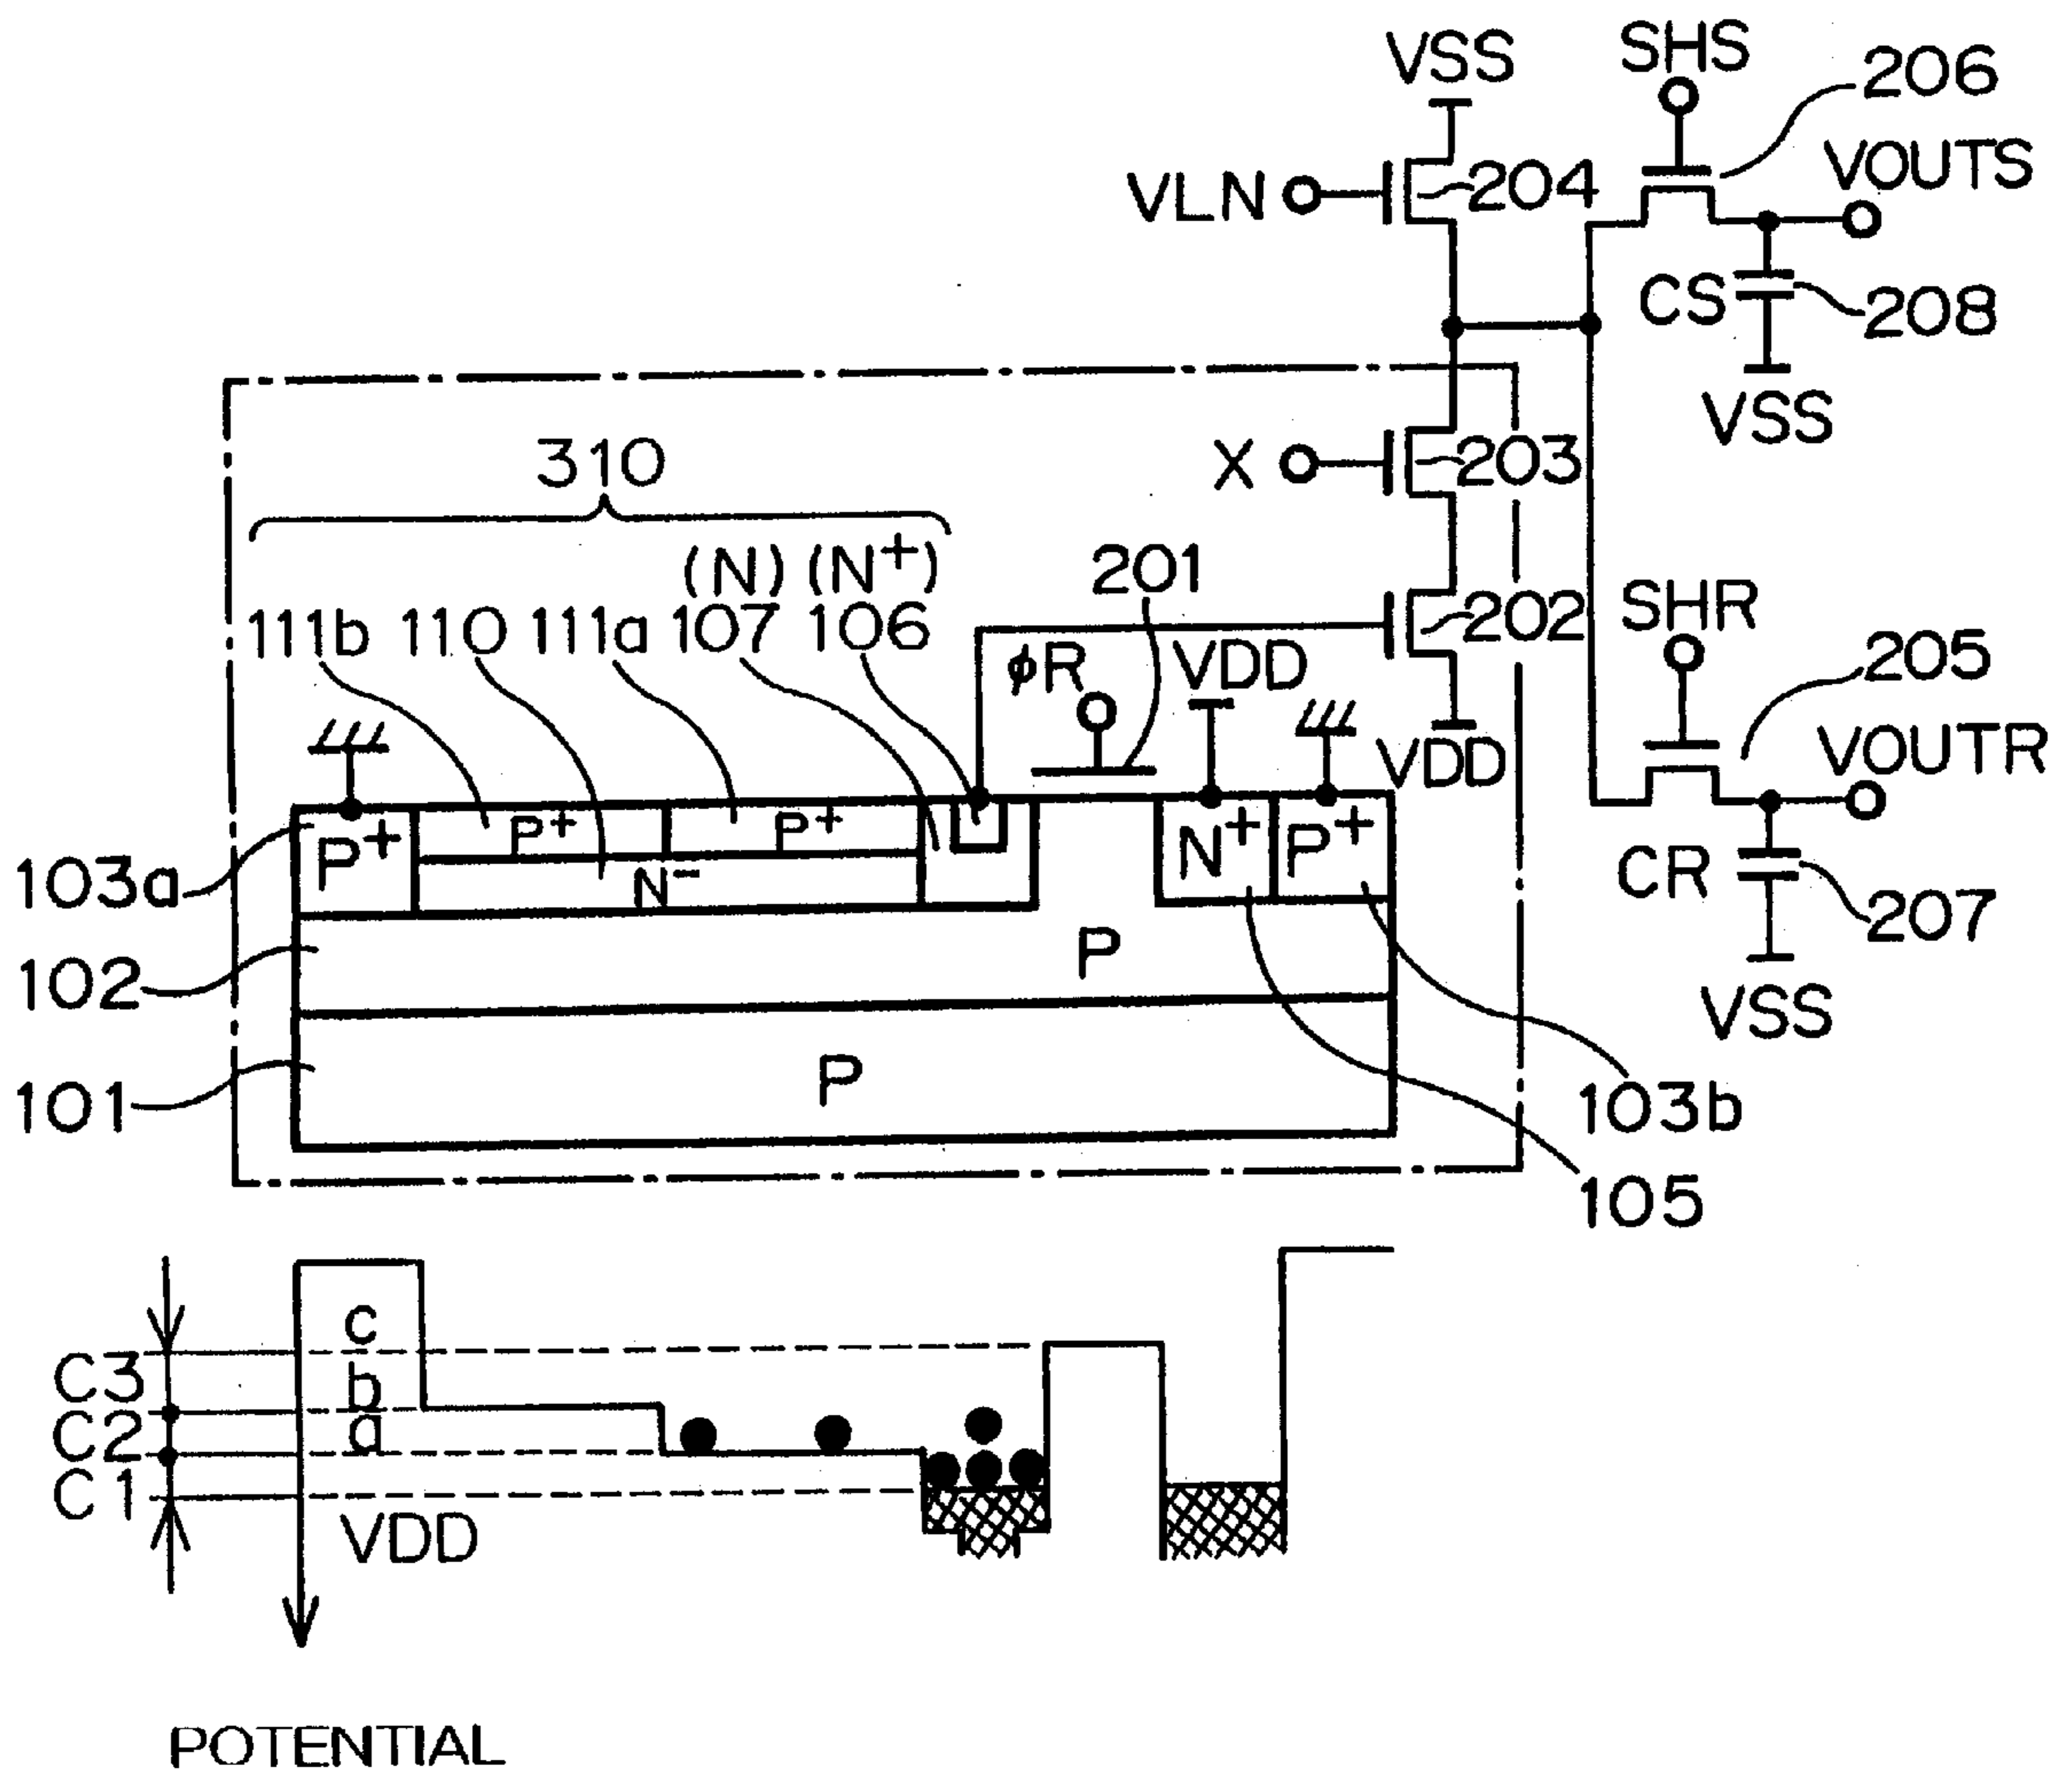 VSS
SHS
206
VOUTS
VLN
204
CS
208
VSS
310
X
203
(N) (N+)
201
111b 110 111a 107 106
202
SHR
205
φR
VDD
VDD
VOUTR
103a
P+
P+
P+
N+
P+
N−
CR
207
102
P
VSS
101
P
103b
105
c
C3
b
C2
a
C1
VDD
POTENTIAL